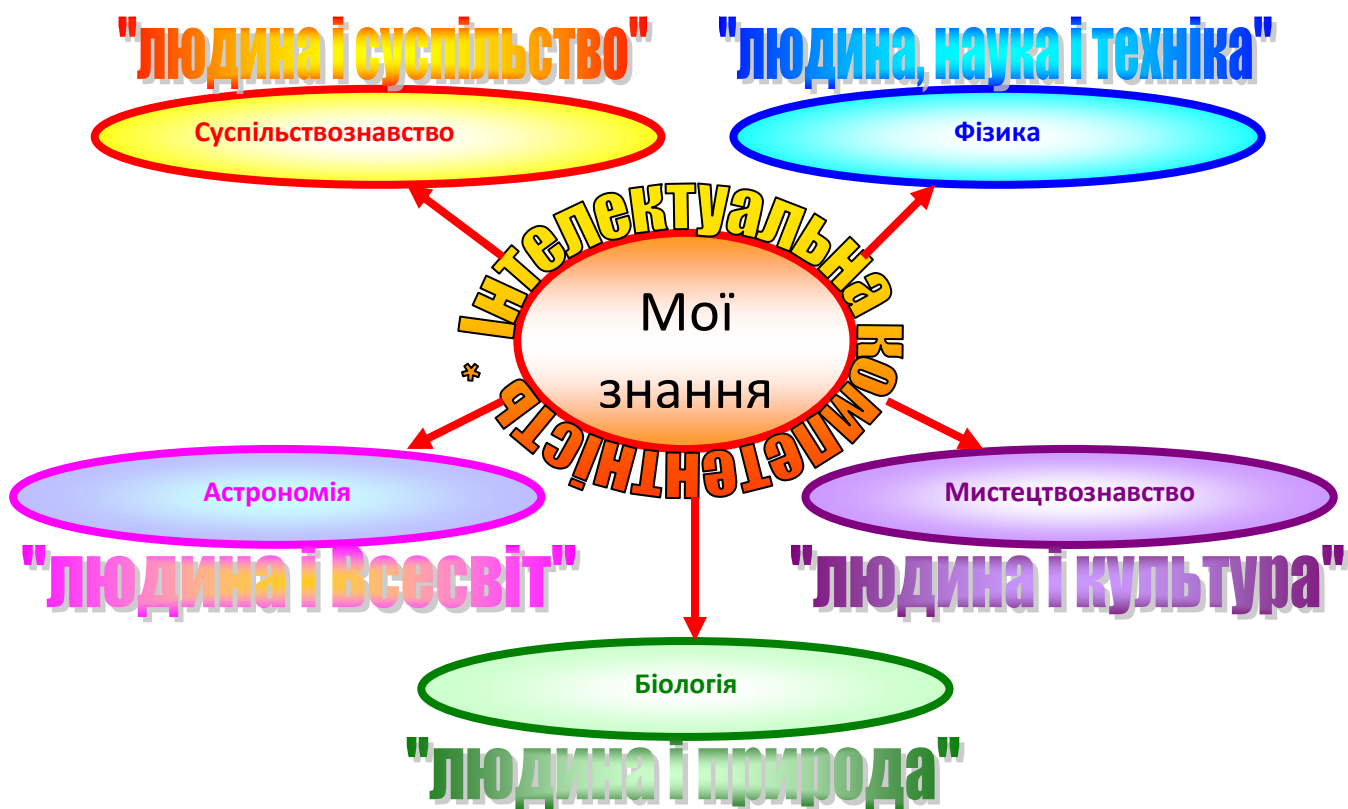 "людина і суспільство"
"людина, наука і техніка"
Суспільствознавство
Фізика
Інтелектуальна компетентність *
Мої
знання
Астрономія
Мистецтвознавство
"людина і Всесвіт"
"людина і культура"
Біологія
"людина і природа"